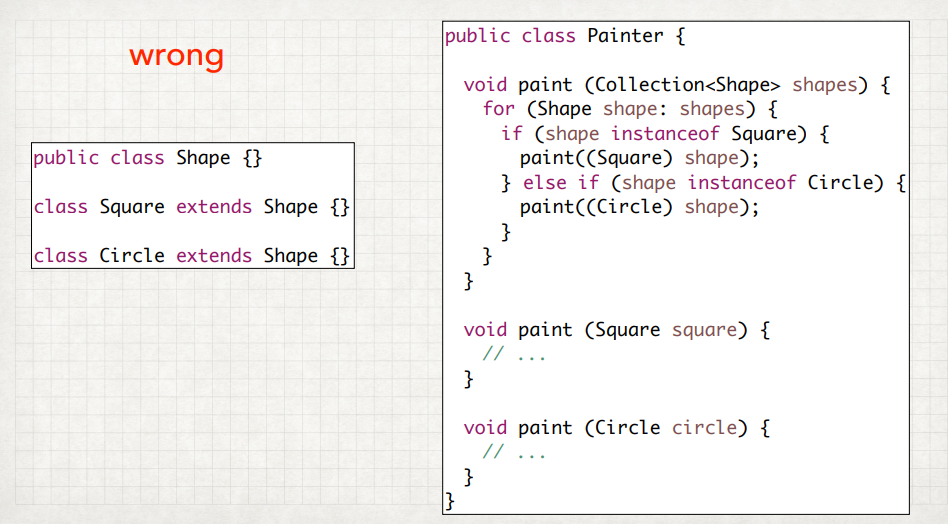 wrong
public class Shape {}
class Square extends Shape {}
class Circle extends Shape {}
public class Painter {
void paint (Collection<Shape> shapes) {
for (Shape shape: shapes) {
if (shape instanceof Square) {
paint((Square) shape);
} else if (shape instanceof Circle) {
paint((Circle) shape);
}
}
}
void paint (Square square) {
// ...
}
void paint (Circle circle) {
// ...
}
}